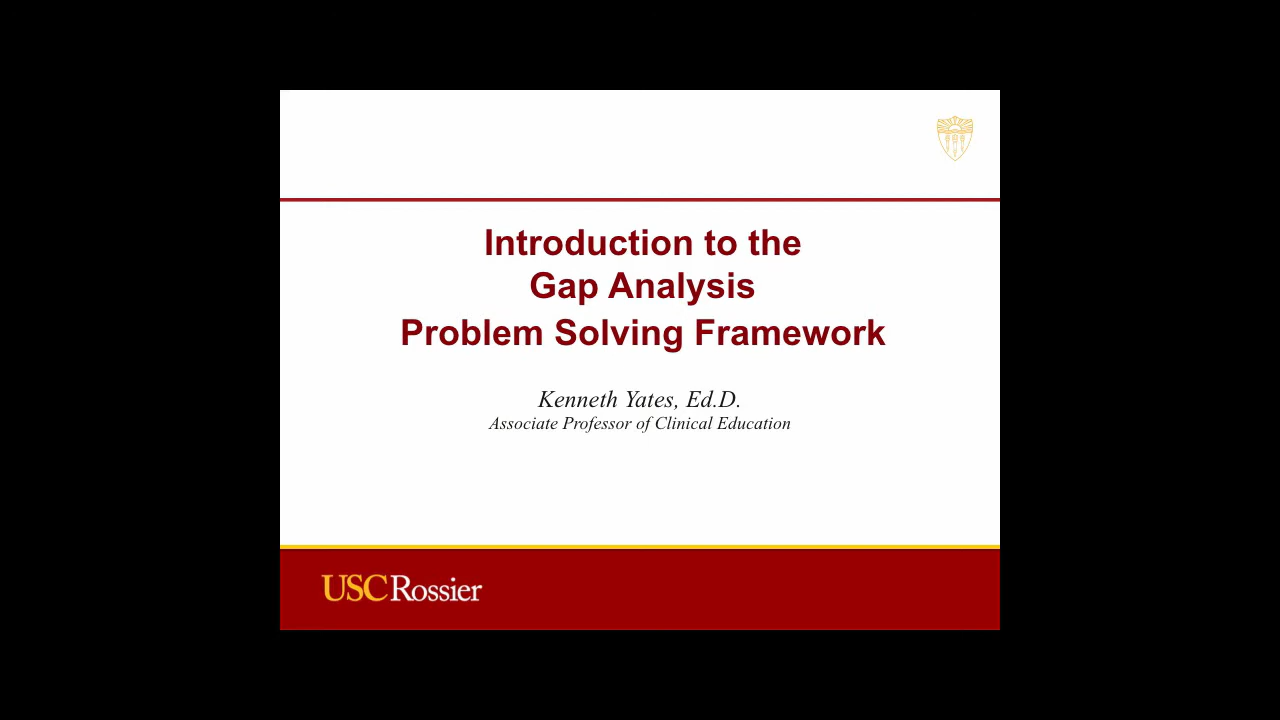 Introduction to the
Gap Analysis
Problem Solving Framework
Kenneth Yates, Ed.D.
Associate Professor of Clinical Education
USC Rossier